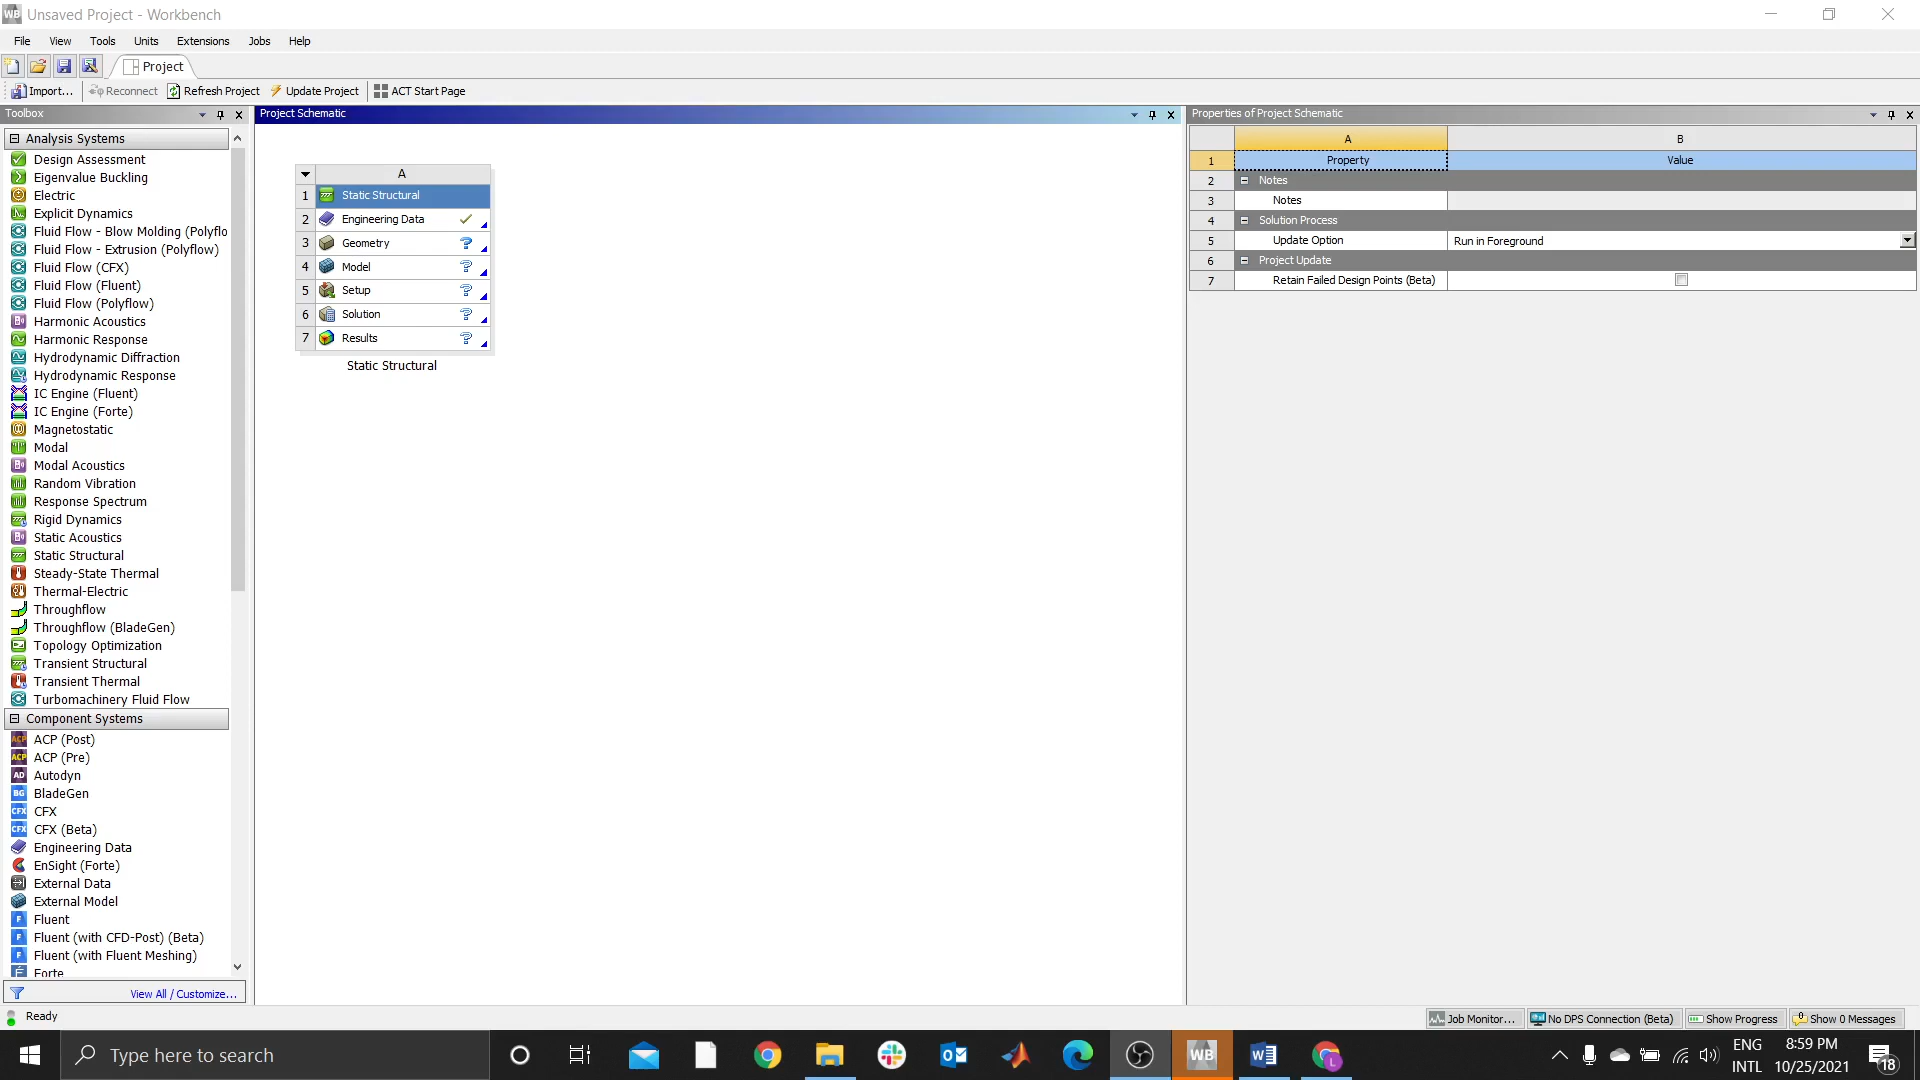 WB Unsaved Project - Workbench
File View Tools Units Extensions Jobs Help
Project
Import... Reconnect Refresh Project Update Project ACT Start Page
Toolbox
Analysis Systems
Design Assessment
Eigenvalue Buckling
Electric
Explicit Dynamics
Fluid Flow - Blow Molding (Polyflo
Fluid Flow - Extrusion (Polyflow)
Fluid Flow (CFX)
Fluid Flow (Fluent)
Fluid Flow (Polyflow)
Harmonic Acoustics
Harmonic Response
Hydrodynamic Diffraction
Hydrodynamic Response
IC Engine (Fluent)
IC Engine (Forte)
Magnetostatic
Modal
Modal Acoustics
Random Vibration
Response Spectrum
Rigid Dynamics
Static Acoustics
Static Structural
Steady-State Thermal
Thermal-Electric
Throughflow
Throughflow (BladeGen)
Topology Optimization
Transient Structural
Transient Thermal
Turbomachinery Fluid Flow
Component Systems
ACP ACP (Post)
ACP ACP (Pre)
AD Autodyn
BG BladeGen
CFX CFX
CFX CFX (Beta)
Engineering Data
EnSight (Forte)
External Data
External Model
F Fluent
F Fluent (with CFD-Post) (Beta)
F Fluent (with Fluent Meshing)
F Forte
View All / Customize...
Project Schematic
A
1 Static Structural
2 Engineering Data
3 Geometry ?
4 Model ?
5 Setup ?
6 Solution ?
7 Results ?
Static Structural
Properties of Project Schematic
A B
1 Property Value
2 Notes
3 Notes
4 Solution Process
5 Update Option Run in Foreground
6 Project Update
7 Retain Failed Design Points (Beta)
Ready
Job Monitor... No DPS Connection (Beta) Show Progress Show 0 Messages
Type here to search
WB
L
ENG
INTL
8:59 PM
10/25/2021
18